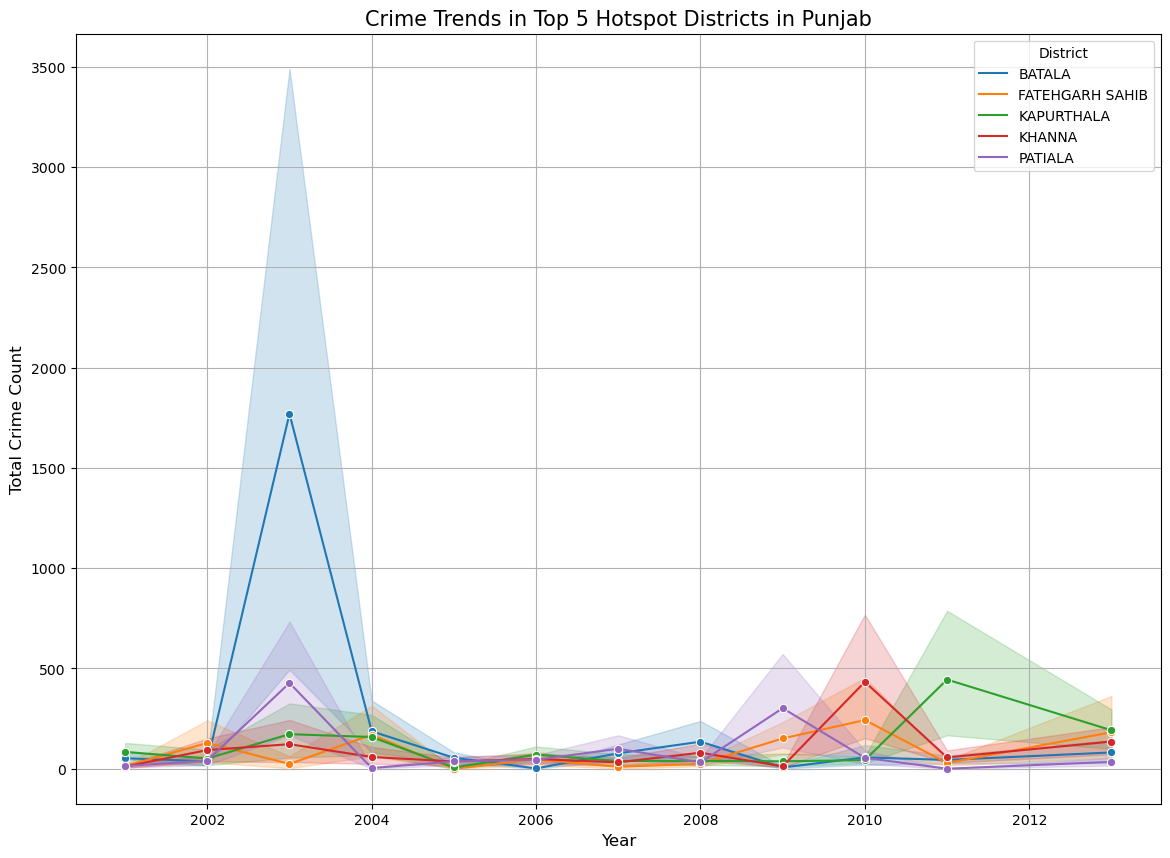 Crime Trends in Top 5 Hotspot Districts in Punjab
District
BATALA
FATEHGARH SAHIB
KAPURTHALA
KHANNA
PATIALA
Total Crime Count
3500
3000
2500
2000
1500
1000
500
0
2002 2004 2006 2008 2010 2012
Year